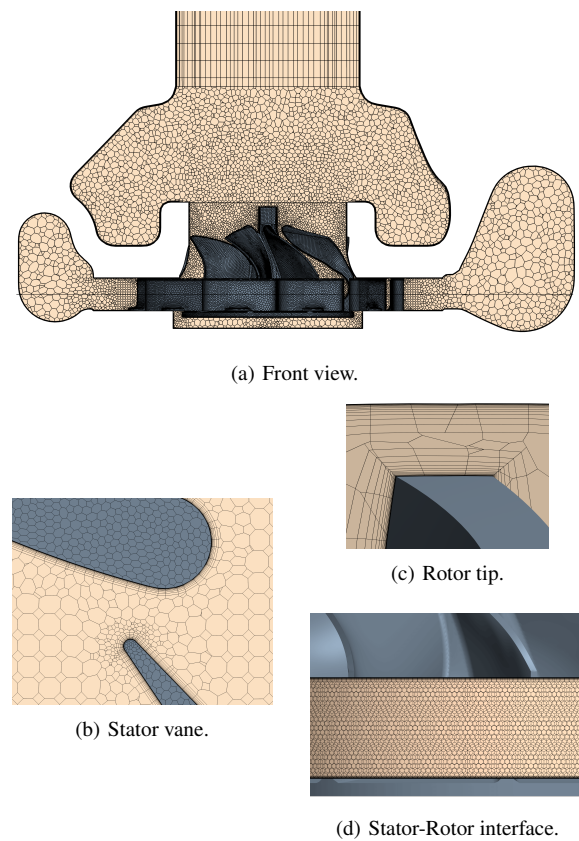 (a) Front view.
(c) Rotor tip.
(b) Stator vane.
(d) Stator-Rotor interface.